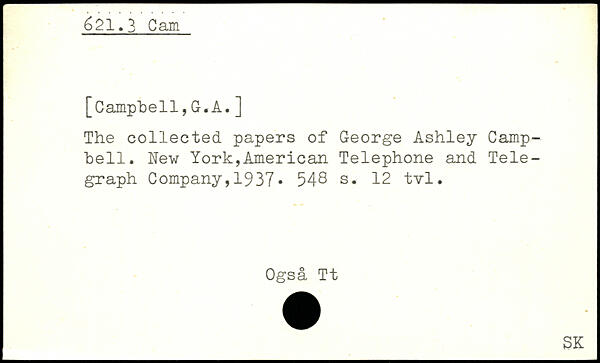 621.3 Cam
[Campbell,G.A.]
The collected papers of George Ashley Camp-
bell. New York,American Telephone and Tele-
graph Company,1937. 548 s. 12 tvl.
Også Tt
SK